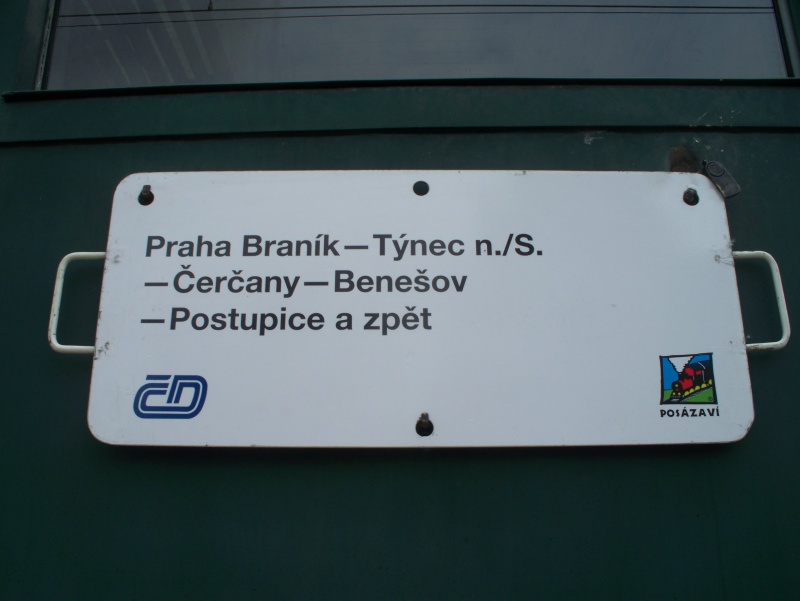 Praha Braník—Týnec n./S.
—Čerčany—Benešov
—Postupice a zpět
ČD
POSÁZAVÍ